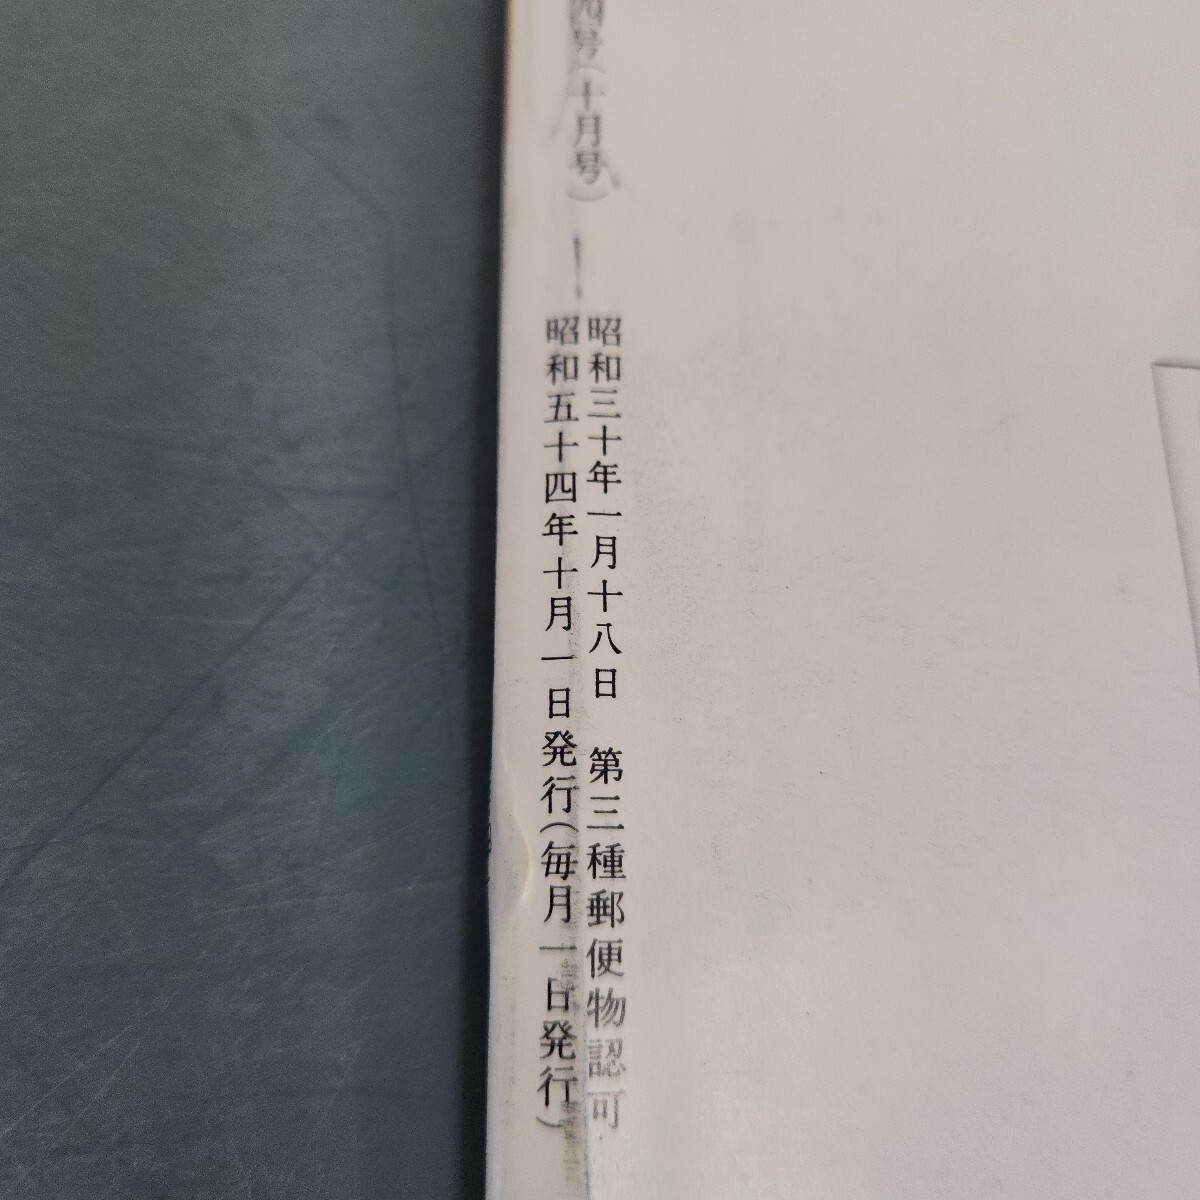 四号(十月号)
昭和三十年一月十八日 第三種郵便物認可
昭和五十四年十月一日発行(毎月一日発行)